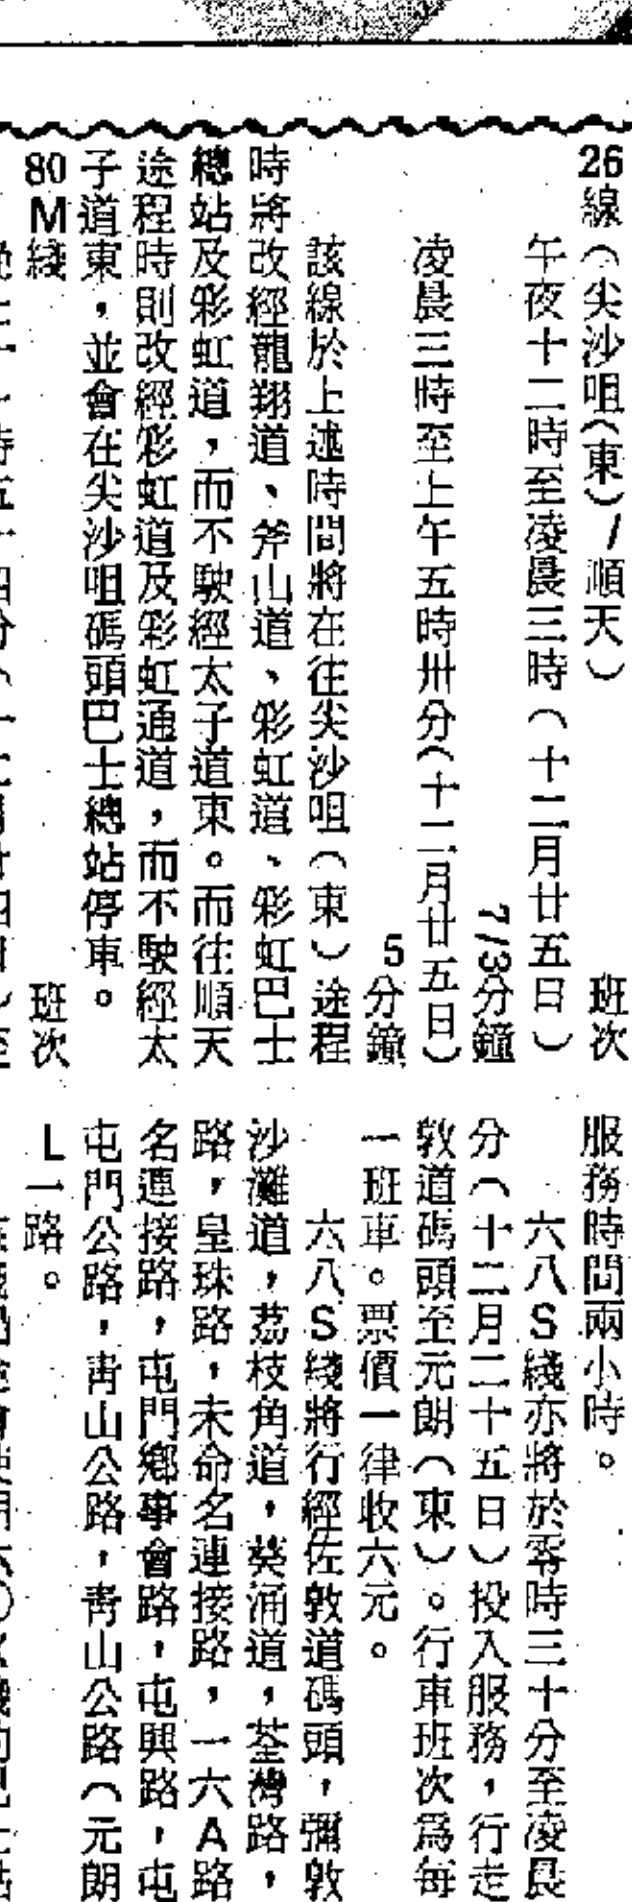 26線（尖沙咀（東）/順天）　班次
午夜十二時至凌晨三時（十二月廿五日）
7/3分鐘
凌晨三時至上午五時卅分（十二月廿五日）
5分鐘
該線於上述時間將在往尖沙咀（東）途程
時將改經龍翔道、斧山道、彩虹道、彩虹巴士
總站及彩虹道，而不駛經太子道東。而往順天
途程時則改經彩虹道及彩虹通道，而不駛經太
子道東，並會在尖沙咀碼頭巴士總站停車。
80M綫　班次
服務時間兩小時。
六八S綫亦將於零時三十分至凌晨
分（十二月二十五日）投入服務，行走
敦道碼頭至元朗（東）。行車班次為每
一班車。票價一律收六元。
六八S綫將行經佐敦道碼頭，彌敦
沙灘道，荔枝角道，葵涌道，荃灣路，
路，皇珠路，未命名連接路，一六A路
名連接路，屯門鄉事會路，屯興路，屯
屯門公路，青山公路，青山公路（元朗
L一路。